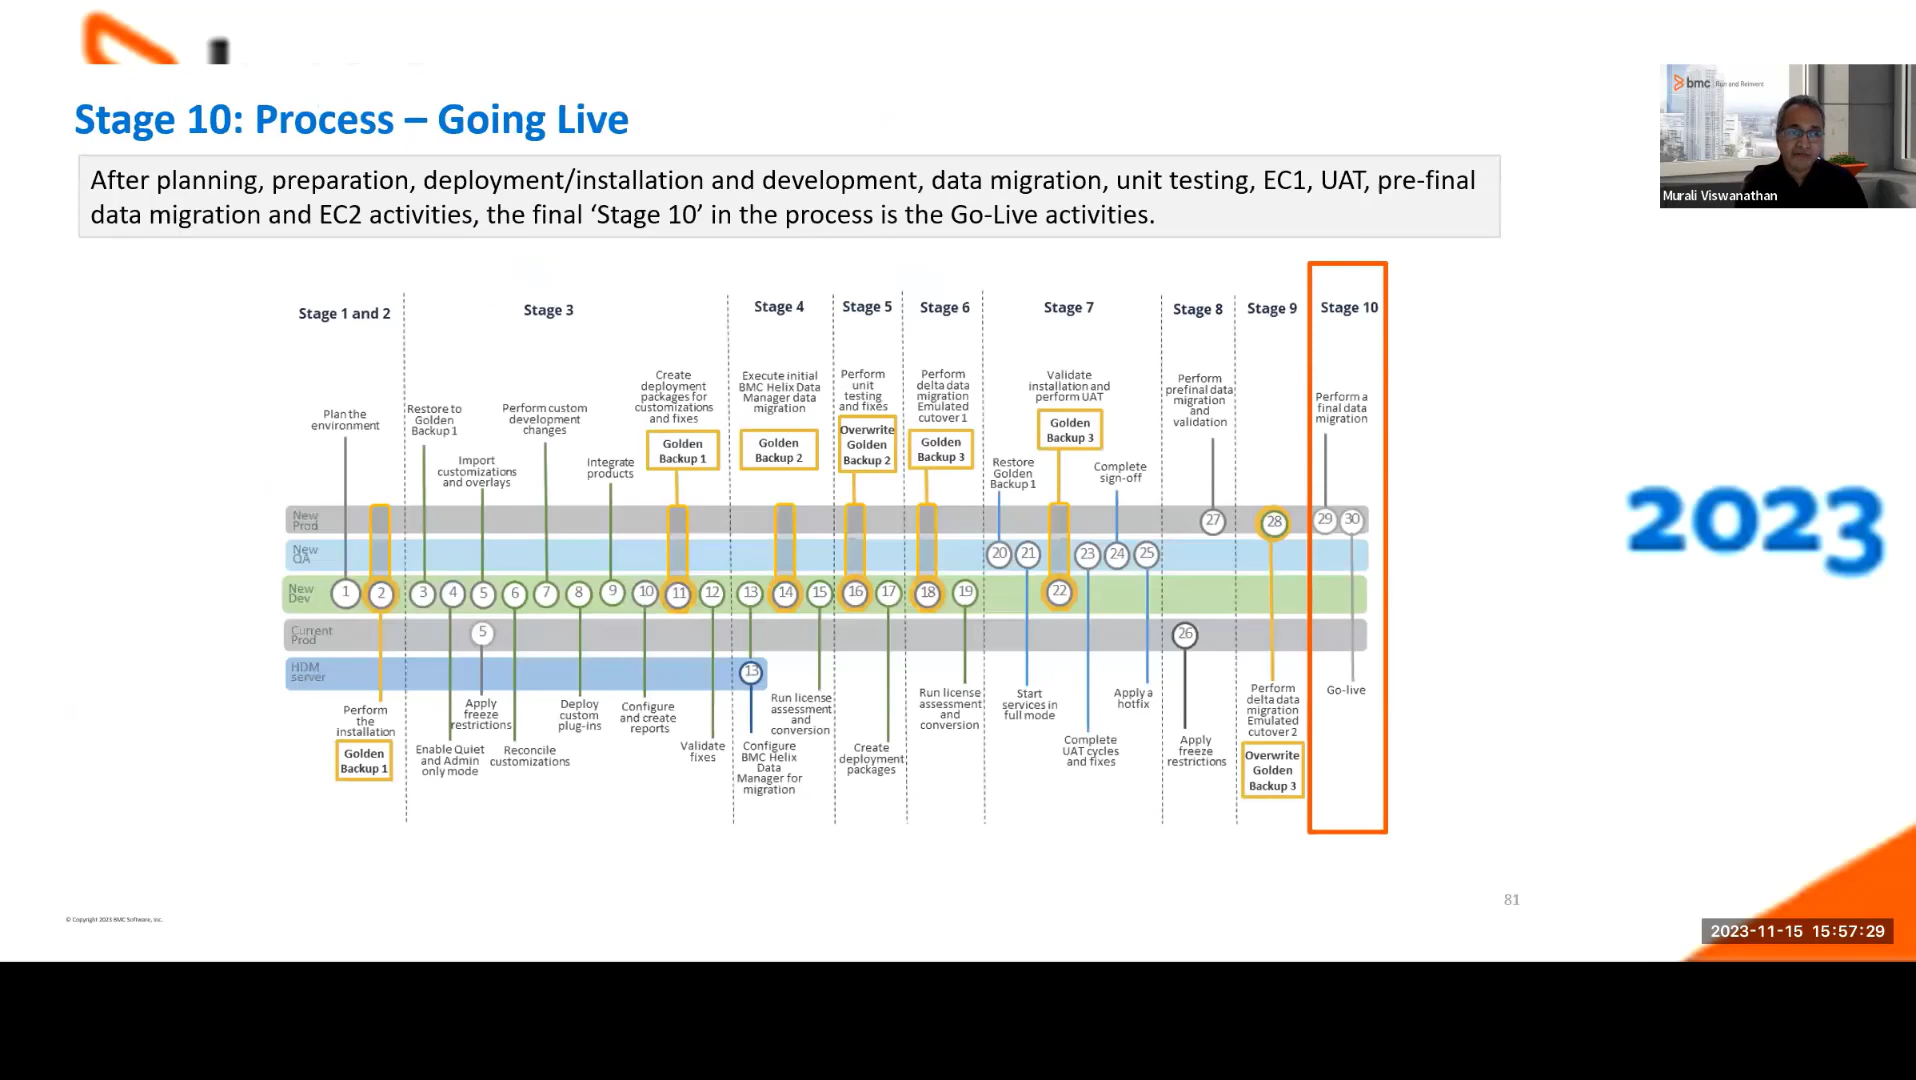 bmc Run and Reinvent
Murali Viswanathan
Stage 10: Process – Going Live
After planning, preparation, deployment/installation and development, data migration, unit testing, EC1, UAT, pre-final
data migration and EC2 activities, the final ‘Stage 10’ in the process is the Go-Live activities.
Stage 1 and 2
Stage 3
Stage 4
Stage 5
Stage 6
Stage 7
Stage 8
Stage 9
Stage 10
Plan the
environment
Restore to
Golden
Backup 1
Import
customizations
and overlays
Perform custom
development
changes
Integrate
products
Create
deployment
packages for
customizations
and fixes
Golden
Backup 1
Execute initial
BMC Helix Data
Manager data
migration
Golden
Backup 2
Perform
unit
testing
and fixes
Overwrite
Golden
Backup 2
Perform
delta data
migration
Emulated
cutover 1
Golden
Backup 3
Restore
Golden
Backup 1
Validate
installation and
perform UAT
Golden
Backup 3
Complete
sign-off
Perform
prefinal data
migration
and
validation
Perform a
final data
migration
New
Prod
27
28
29
30
New
QA
20
21
23
24
25
New
Dev
1
2
3
4
5
6
7
8
9
10
11
12
13
14
15
16
17
18
19
22
Current
Prod
5
26
HDM
server
13
Perform
the
installation
Golden
Backup 1
Enable Quiet
and Admin
only mode
Apply
freeze
restrictions
Reconcile
customizations
Deploy
custom
plug-ins
Configure
and create
reports
Validate
fixes
Configure
BMC Helix
Data
Manager for
migration
Run license
assessment
and
conversion
Create
deployment
packages
Run license
assessment
and
conversion
Start
services in
full mode
Complete
UAT cycles
and fixes
Apply a
hotfix
Apply
freeze
restrictions
Perform
delta data
migration
Emulated
cutover 2
Overwrite
Golden
Backup 3
Go-live
2023
81
© Copyright 2023 BMC Software, Inc.
2023-11-15 15:57:29